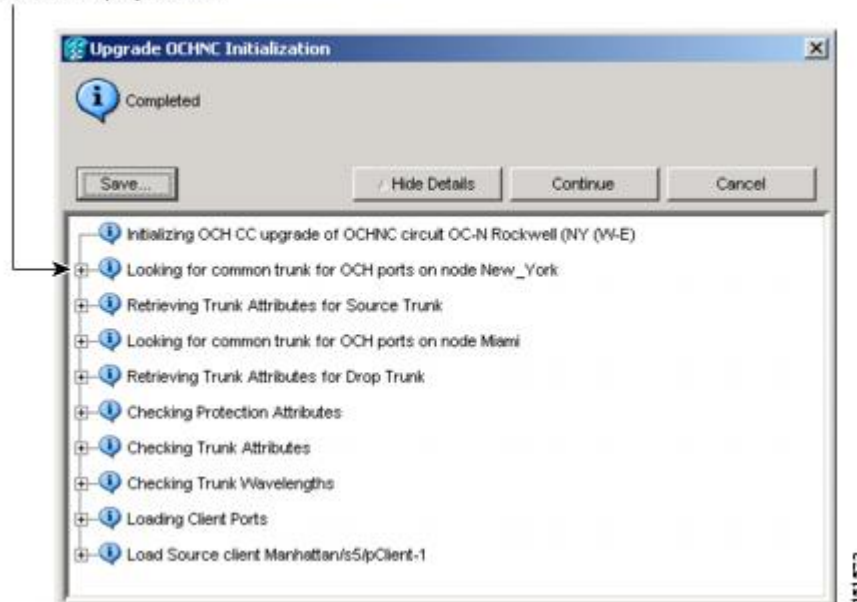 Upgrade OCHNC Initialization
Completed
Save...
Hide Details
Continue
Cancel
Initializing OCH CC upgrade of OCHNC circuit OC-N Rockwell (NY (W-E)
Looking for common trunk for OCH ports on node New_York
Retrieving Trunk Attributes for Source Trunk
Looking for common trunk for OCH ports on node Miami
Retrieving Trunk Attributes for Drop Trunk
Checking Protection Attributes
Checking Trunk Attributes
Checking Trunk Wavelengths
Loading Client Ports
Load Source client Manhattan/s5/pClient-1